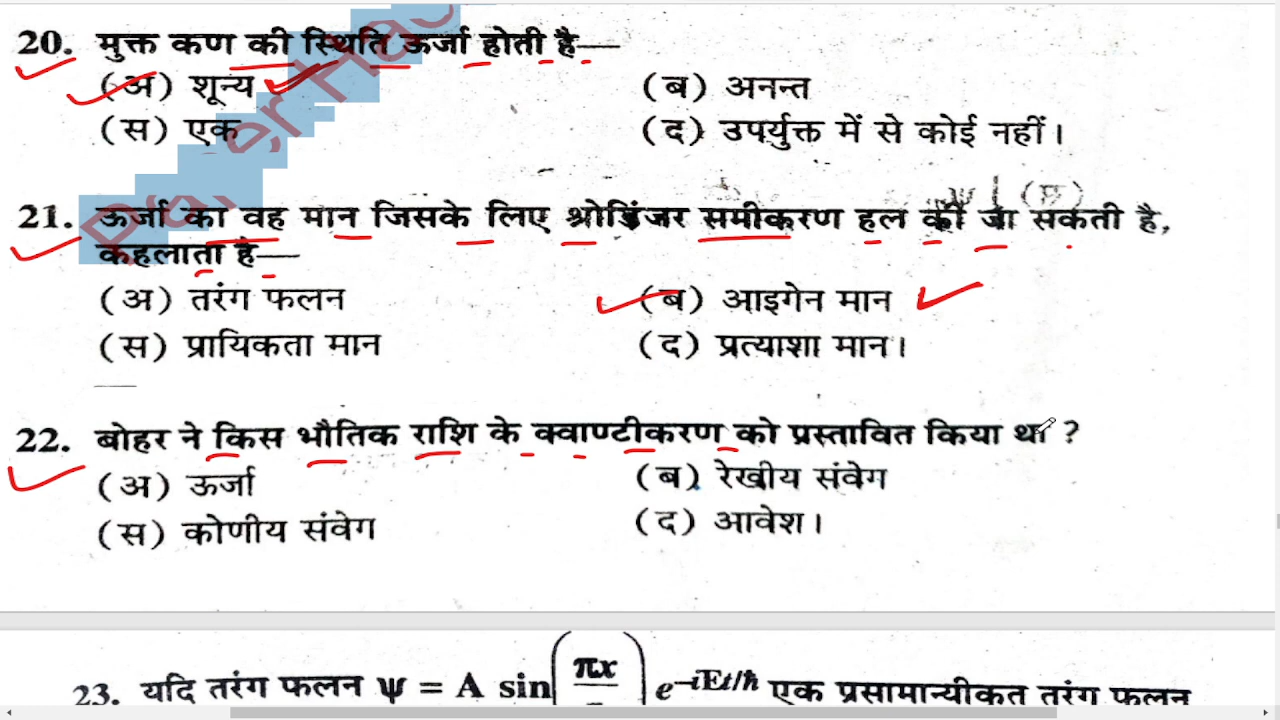 20. मुक्त कण की स्थिति ऊर्जा होती है—
(अ) शून्य (ब) अनन्त
(स) एक (द) उपर्युक्त में से कोई नहीं।
21. ऊर्जा का वह मान जिसके लिए श्रोडिंजर समीकरण हल की जा सकती है,
कहलाता है—
(अ) तरंग फलन (ब) आइगेन मान
(स) प्रायिकता मान (द) प्रत्याशा मान।
22. बोहर ने किस भौतिक राशि के क्वाण्टीकरण को प्रस्तावित किया था ?
(अ) ऊर्जा (ब) रेखीय संवेग
(स) कोणीय संवेग (द) आवेश।
23. यदि तरंग फलन ψ = A sin(πx/ ) e^–iEt/ħ एक प्रसामान्यीकृत तरंग फलन